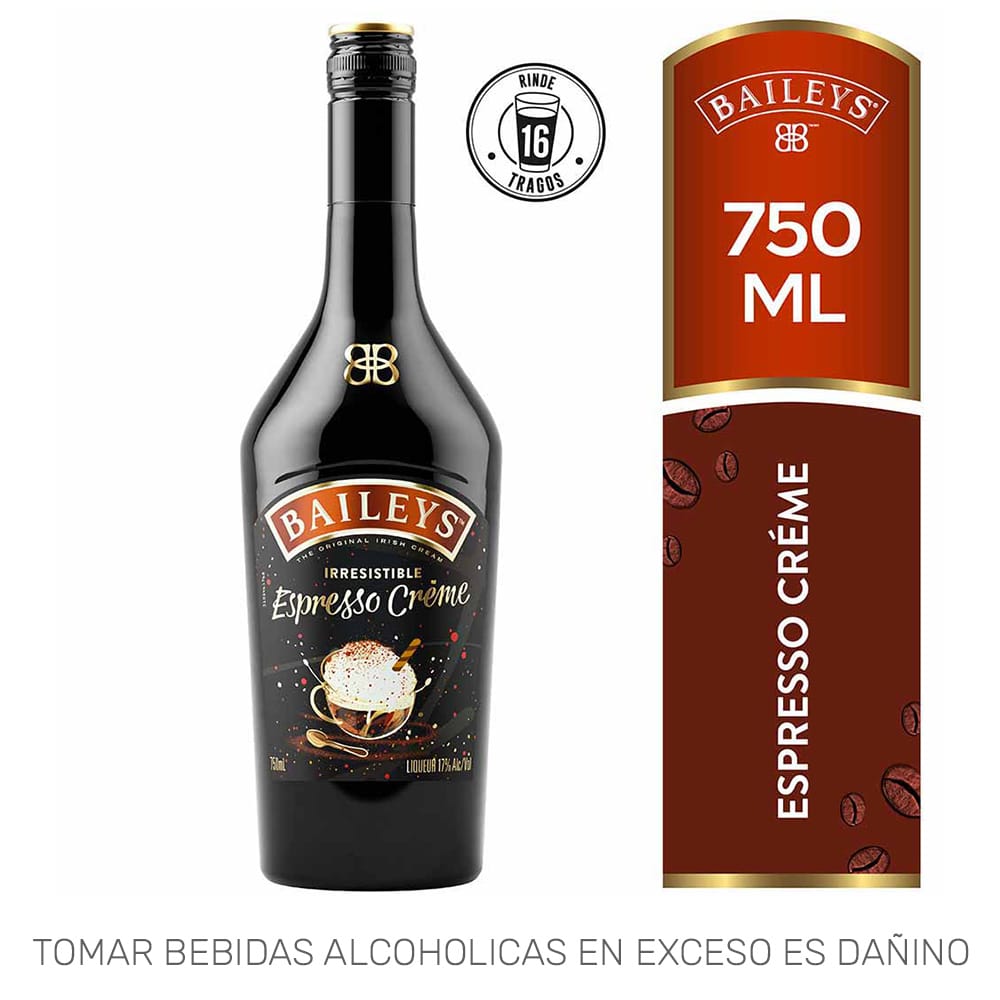 RINDE
16
TRAGOS
BAILEYS
750
ML
ESPRESSO CRÉME
BAILEYS™
THE ORIGINAL IRISH CREAM
IRRESISTIBLE
Espresso Crème
750mL
LIQUEUR 17% Alc/Vol
TOMAR BEBIDAS ALCOHOLICAS EN EXCESO ES DAÑINO